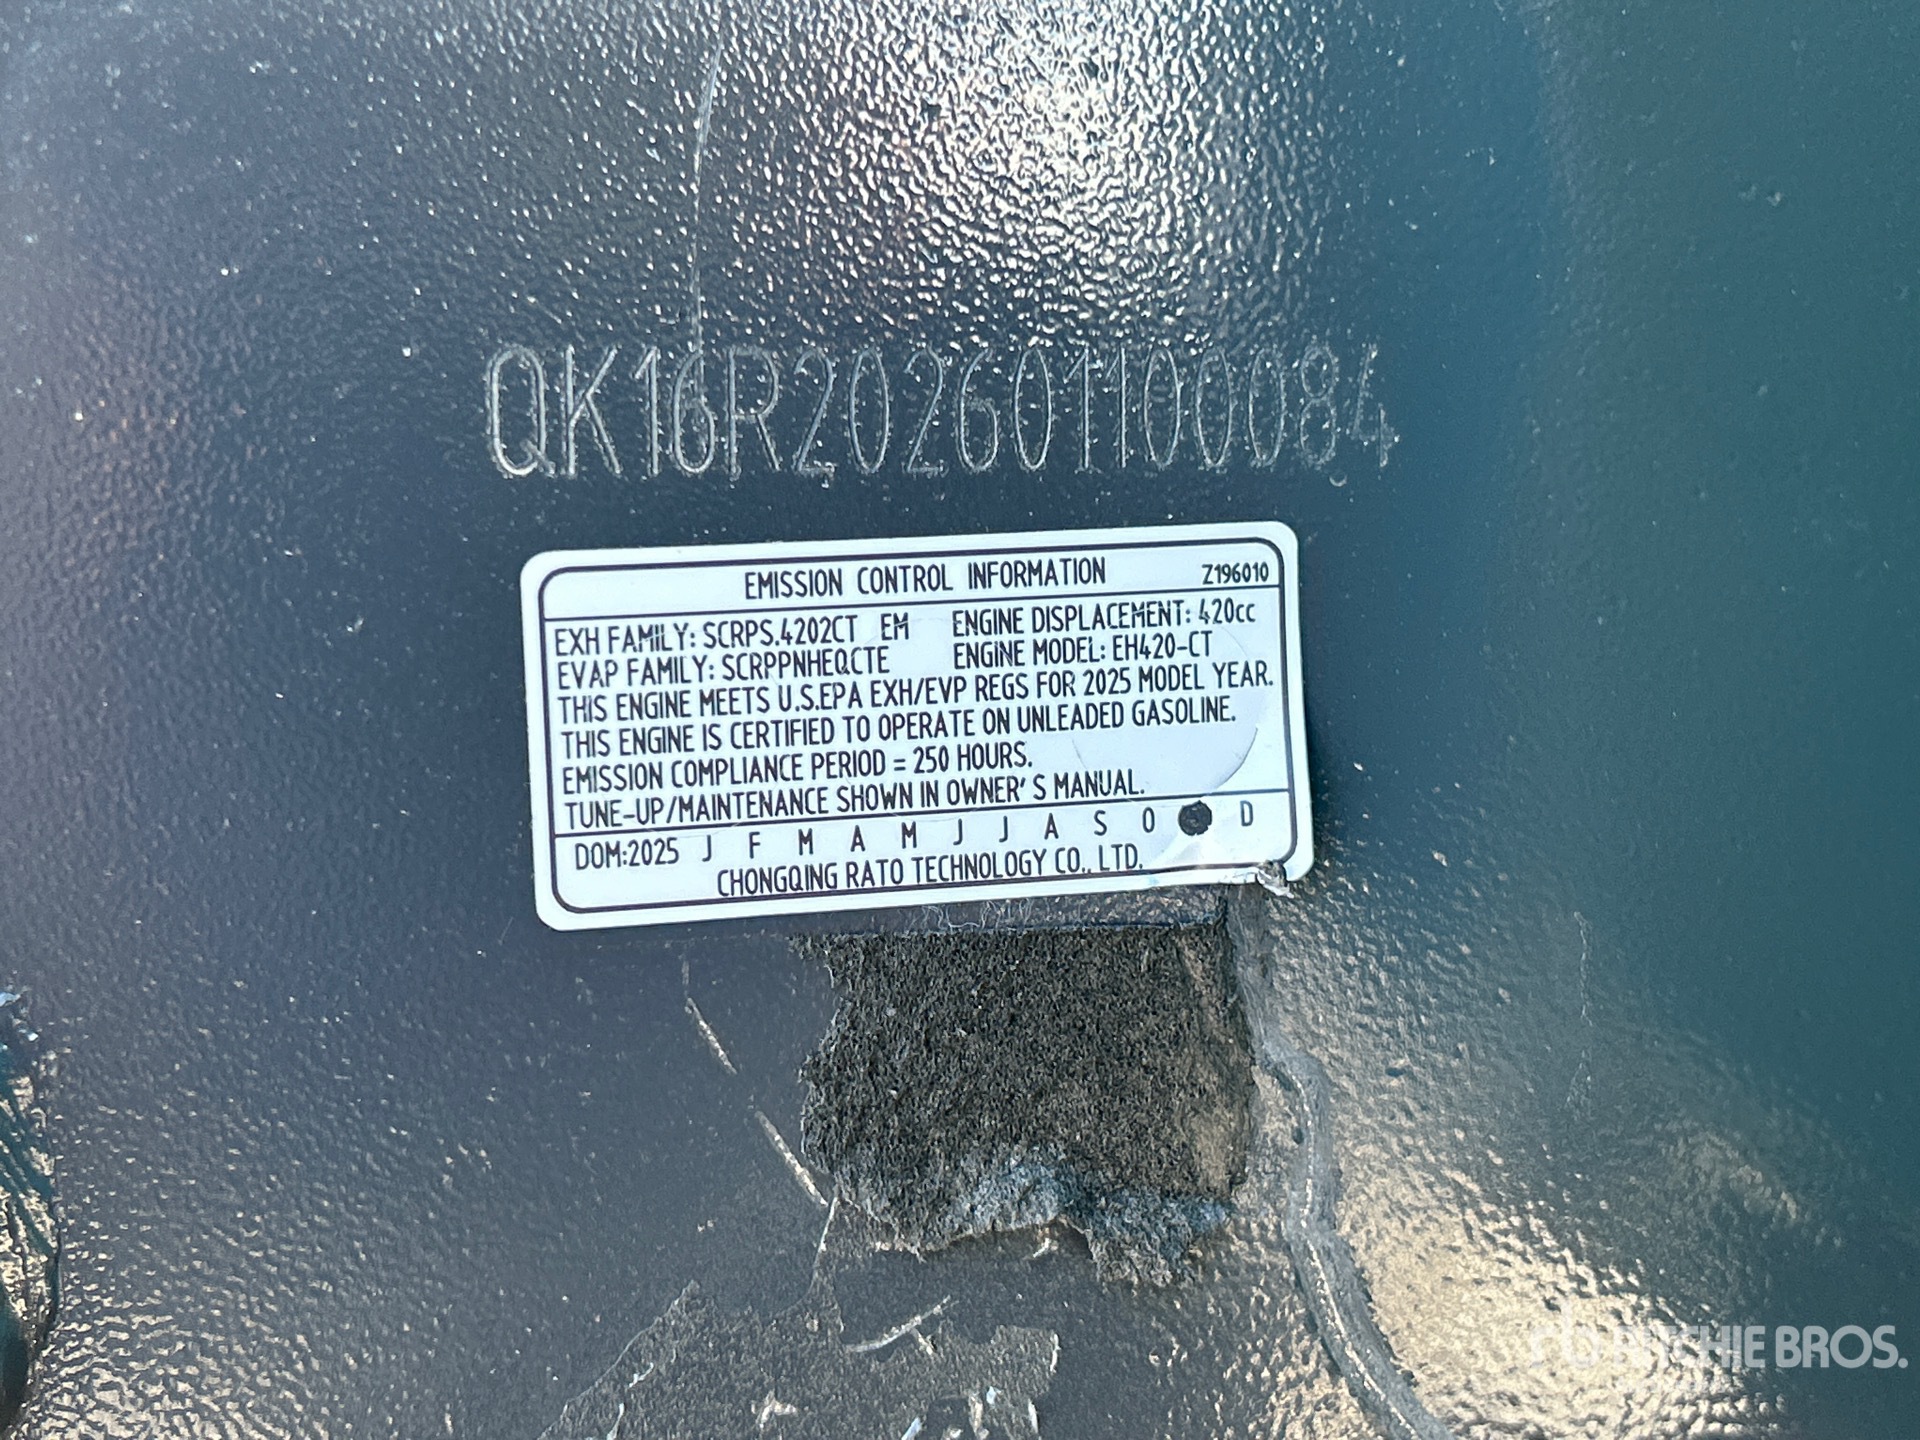 QK16R202601100084
EMISSION CONTROL INFORMATION Z196010
EXH FAMILY: SCRPS.4202CT EM ENGINE DISPLACEMENT: 420cc
EVAP FAMILY: SCRPPNHEQCTE ENGINE MODEL: EH420-CT
THIS ENGINE MEETS U.S.EPA EXH/EVP REGS FOR 2025 MODEL YEAR.
THIS ENGINE IS CERTIFIED TO OPERATE ON UNLEADED GASOLINE.
EMISSION COMPLIANCE PERIOD = 250 HOURS.
TUNE-UP/MAINTENANCE SHOWN IN OWNER' S MANUAL.
DOM:2025 J F M A M J J A S O D
CHONGQING RATO TECHNOLOGY CO., LTD.
RITCHIE BROS.